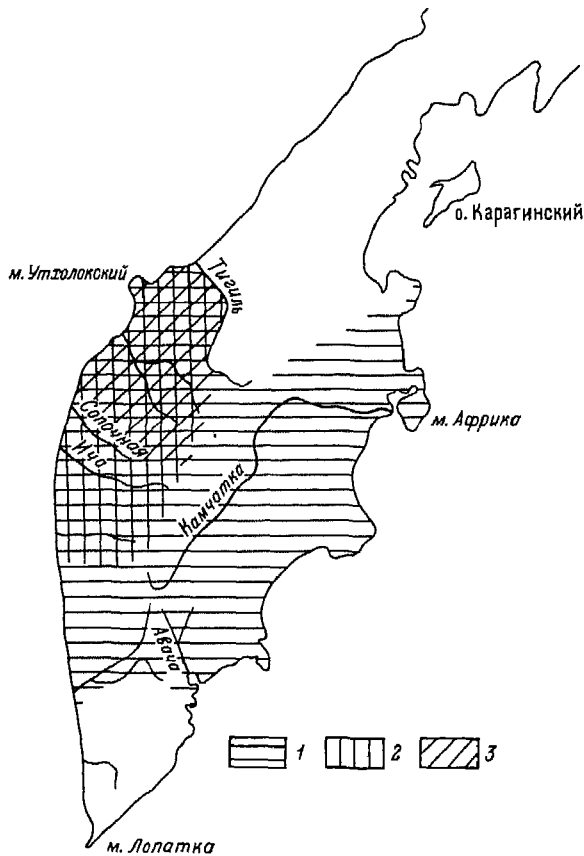 о. Карагинский
м. Утхолокский
Тигиль
м. Африка
Сопочная
Ича
Камчатка
Авача
1 2 3
м. Лопатка